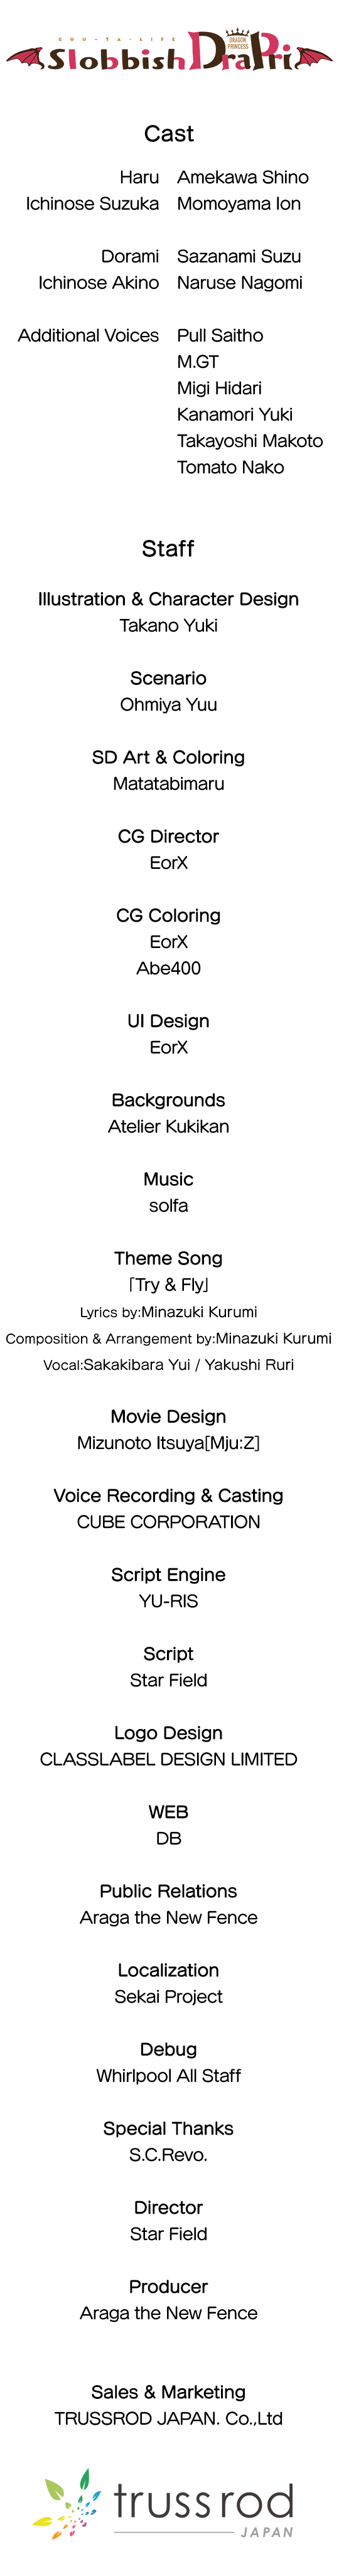 GUU-TA-LIFE
Slobbish DraPri
DRAGON
PRINCESS
Cast
Haru Amekawa Shino
Ichinose Suzuka Momoyama Ion
Dorami Sazanami Suzu
Ichinose Akino Naruse Nagomi
Additional Voices Pull Saitho
M.GT
Migi Hidari
Kanamori Yuki
Takayoshi Makoto
Tomato Nako
Staff
Illustration & Character Design
Takano Yuki
Scenario
Ohmiya Yuu
SD Art & Coloring
Matatabimaru
CG Director
EorX
CG Coloring
EorX
Abe400
UI Design
EorX
Backgrounds
Atelier Kukikan
Music
solfa
Theme Song
「Try & Fly」
Lyrics by:Minazuki Kurumi
Composition & Arrangement by:Minazuki Kurumi
Vocal:Sakakibara Yui / Yakushi Ruri
Movie Design
Mizunoto Itsuya[Mju:Z]
Voice Recording & Casting
CUBE CORPORATION
Script Engine
YU-RIS
Script
Star Field
Logo Design
CLASSLABEL DESIGN LIMITED
WEB
DB
Public Relations
Araga the New Fence
Localization
Sekai Project
Debug
Whirlpool All Staff
Special Thanks
S.C.Revo.
Director
Star Field
Producer
Araga the New Fence
Sales & Marketing
TRUSSROD JAPAN. Co.,Ltd
truss rod
JAPAN